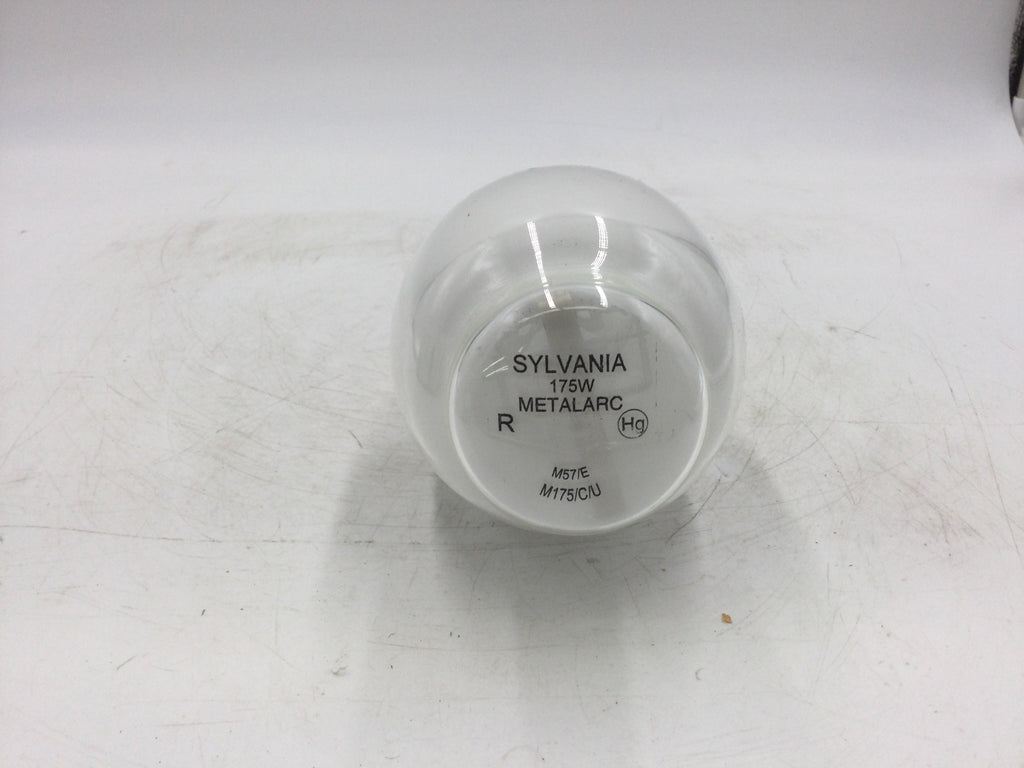 SYLVANIA
175W
METALARC
R Hg
M57/E
M175/C/U